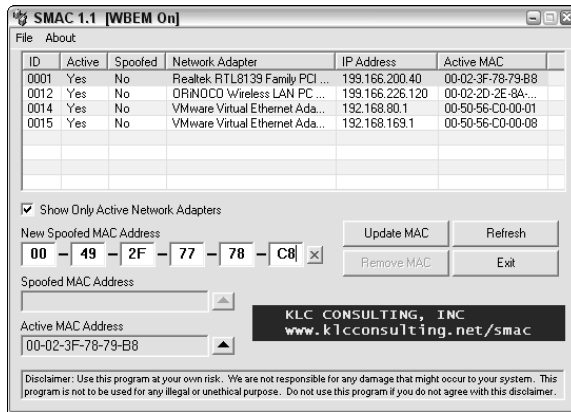 SMAC 1.1 [WBEM On]
File About
ID Active Spoofed Network Adapter IP Address Active MAC
0001 Yes No Realtek RTL8139 Family PCI ... 199.166.200.40 00-02-3F-78-79-B8
0012 Yes No ORiNOCO Wireless LAN PC ... 199.166.226.120 00-02-2D-2E-8A-...
0014 Yes No VMware Virtual Ethernet Ada... 192.168.80.1 00-50-56-C0-00-01
0015 Yes No VMware Virtual Ethernet Ada... 192.168.169.1 00-50-56-C0-00-08
Show Only Active Network Adapters
New Spoofed MAC Address
00 - 49 - 2F - 77 - 78 - C8
Update MAC Refresh
Remove MAC Exit
Spoofed MAC Address
KLC CONSULTING, INC
www.klcconsulting.net/smac
Active MAC Address
00-02-3F-78-79-B8
Disclaimer: Use this program at your own risk. We are not responsible for any damage that might occur to your system. This
program is not to be used for any illegal or unethical purpose. Do not use this program if you do not agree with this disclaimer.